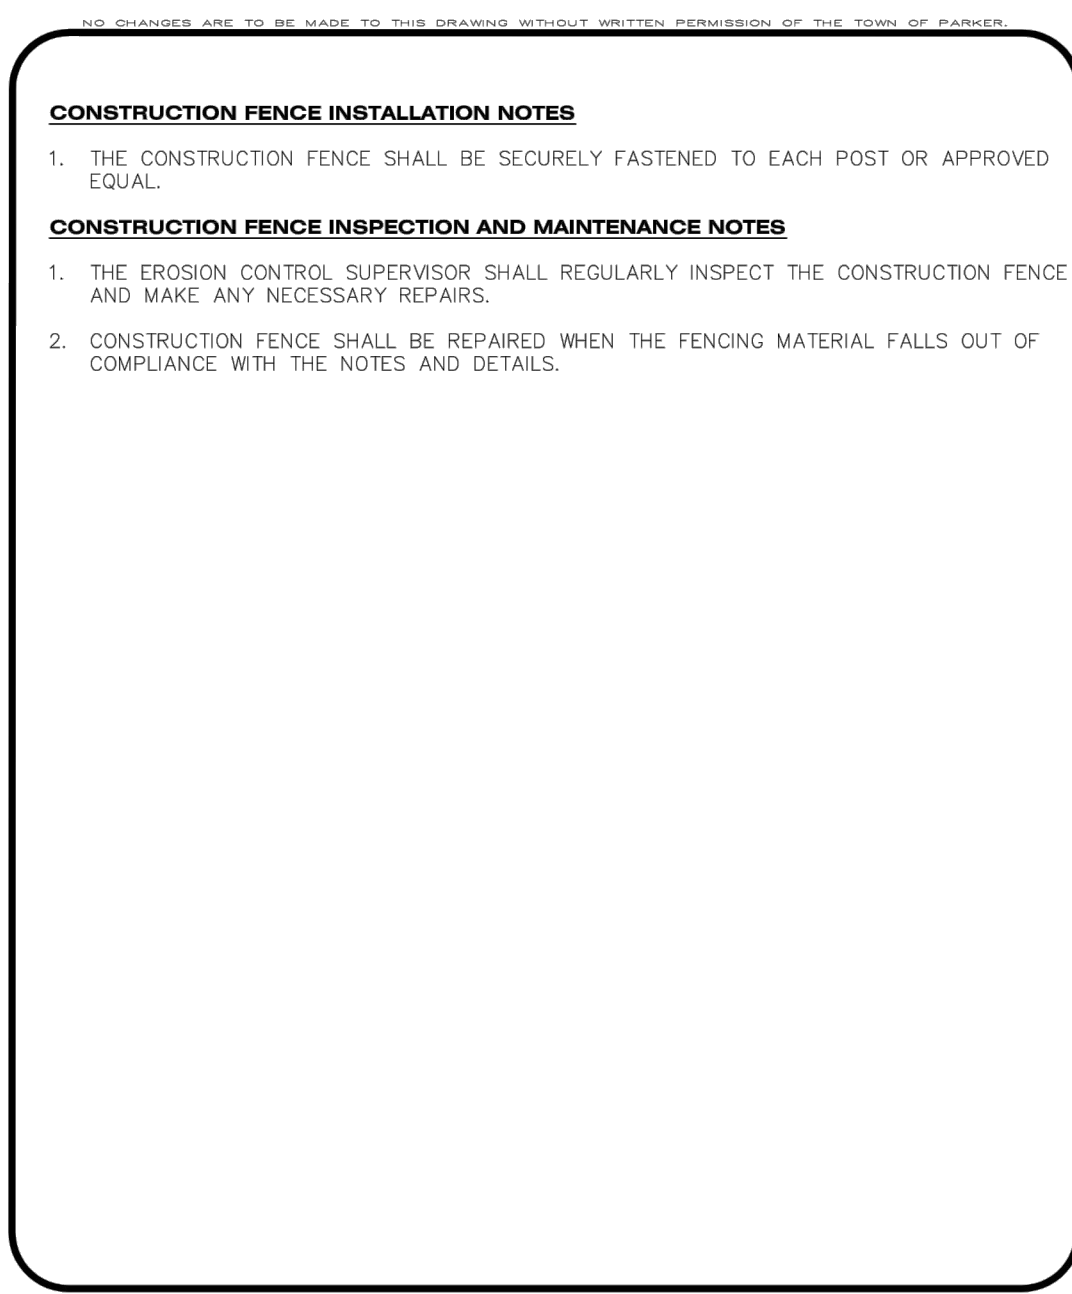 NO CHANGES ARE TO BE MADE TO THIS DRAWING WITHOUT WRITTEN PERMISSION OF THE TOWN OF PARKER.
CONSTRUCTION FENCE INSTALLATION NOTES
1. THE CONSTRUCTION FENCE SHALL BE SECURELY FASTENED TO EACH POST OR APPROVED
EQUAL.
CONSTRUCTION FENCE INSPECTION AND MAINTENANCE NOTES
1. THE EROSION CONTROL SUPERVISOR SHALL REGULARLY INSPECT THE CONSTRUCTION FENCE
AND MAKE ANY NECESSARY REPAIRS.
2. CONSTRUCTION FENCE SHALL BE REPAIRED WHEN THE FENCING MATERIAL FALLS OUT OF
COMPLIANCE WITH THE NOTES AND DETAILS.